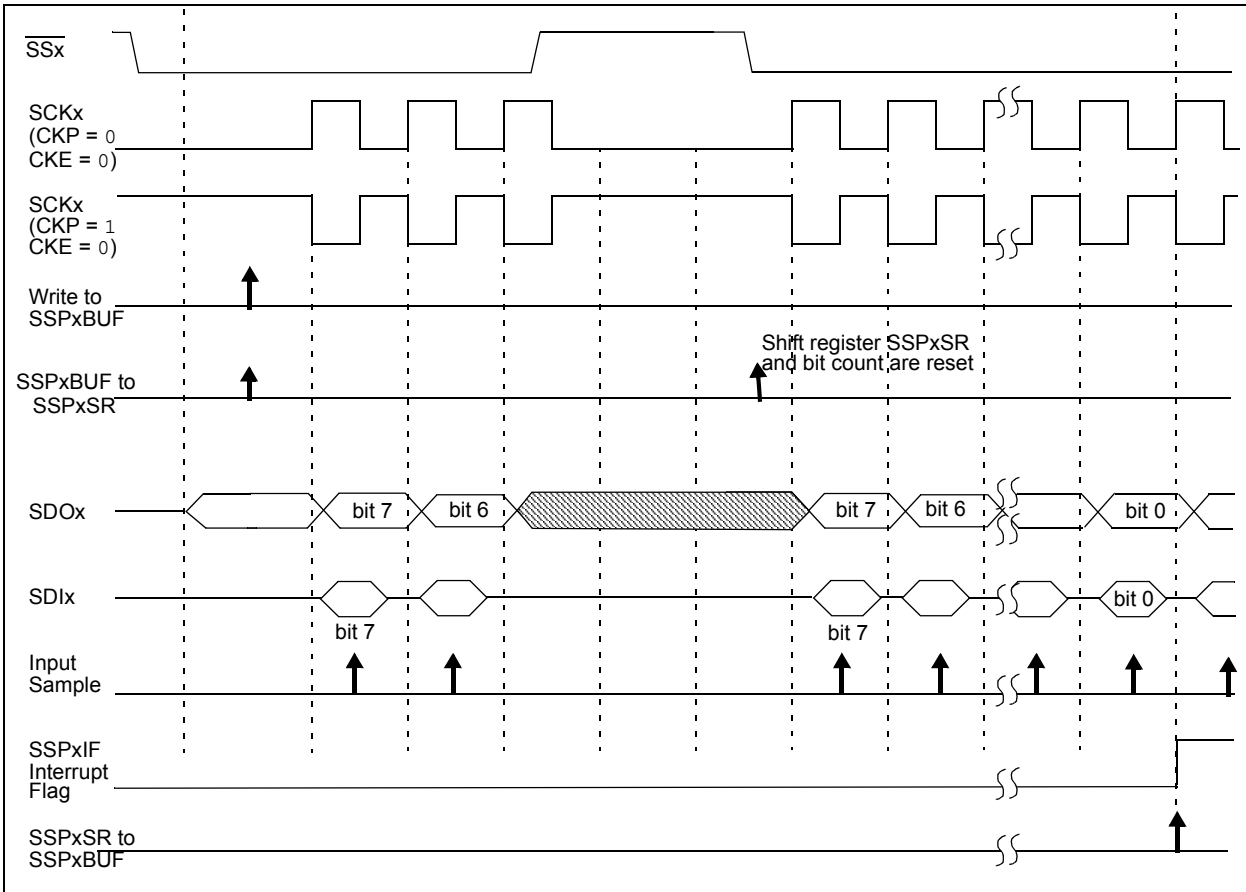 SSx
SCKx
(CKP = 0
CKE = 0)
SCKx
(CKP = 1
CKE = 0)
Write to
SSPxBUF
Shift register SSPxSR
and bit count are reset
SSPxBUF to
SSPxSR
SDOx
bit 7
bit 6
bit 7
bit 6
bit 0
SDIx
bit 0
bit 7
bit 7
Input
Sample
SSPxIF
Interrupt
Flag
SSPxSR to
SSPxBUF